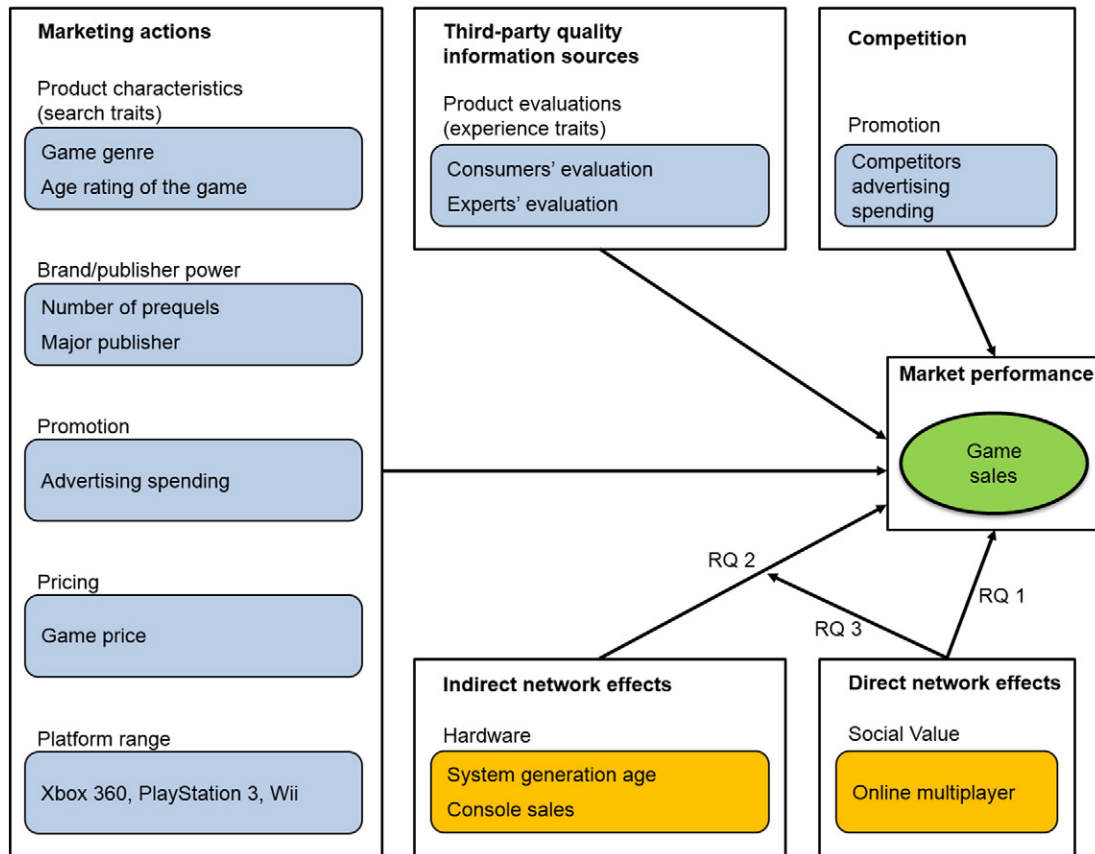 Marketing actions
Product characteristics
(search traits)
Game genre
Age rating of the game
Brand/publisher power
Number of prequels
Major publisher
Promotion
Advertising spending
Pricing
Game price
Platform range
Xbox 360, PlayStation 3, Wii
Third-party quality
information sources
Product evaluations
(experience traits)
Consumers’ evaluation
Experts’ evaluation
Competition
Promotion
Competitors
advertising
spending
Market performance
Game
sales
RQ 2
RQ 1
RQ 3
Indirect network effects
Hardware
System generation age
Console sales
Direct network effects
Social Value
Online multiplayer